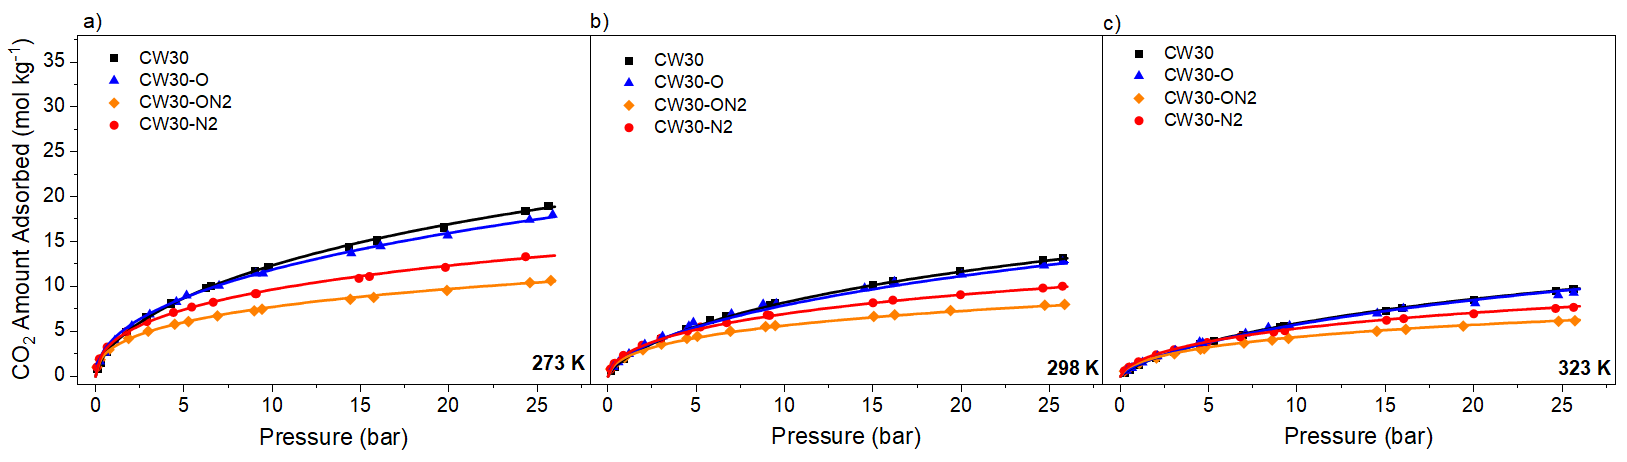 a)
b)
c)
CO2 Amount Adsorbed (mol kg-1)
35
30
25
20
15
10
5
0
CW30
CW30-O
CW30-ON2
CW30-N2
273 K
CW30
CW30-O
CW30-ON2
CW30-N2
298 K
CW30
CW30-O
CW30-ON2
CW30-N2
323 K
0 5 10 15 20 25
0 5 10 15 20 25
0 5 10 15 20 25
Pressure (bar)
Pressure (bar)
Pressure (bar)